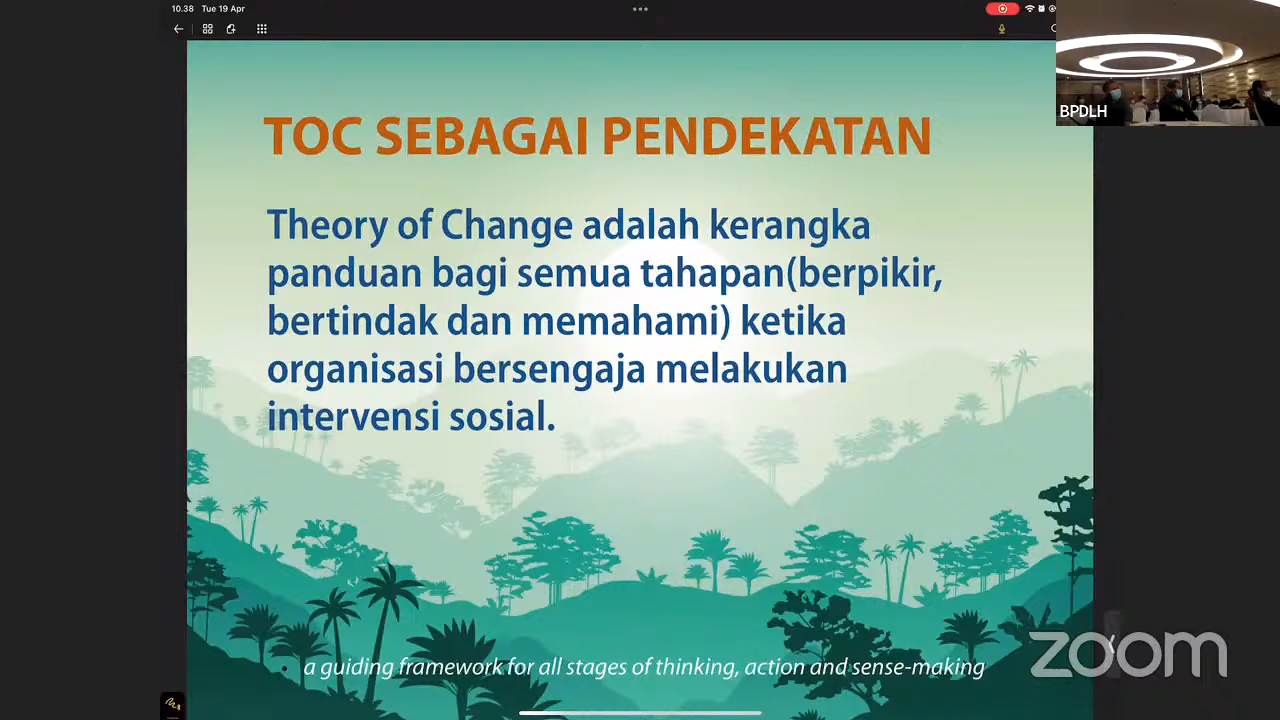 10.38 Tue 19 Apr
BPDLH
TOC SEBAGAI PENDEKATAN
Theory of Change adalah kerangka
panduan bagi semua tahapan(berpikir,
bertindak dan memahami) ketika
organisasi bersengaja melakukan
intervensi sosial.
• a guiding framework for all stages of thinking, action and sense-making
zoom